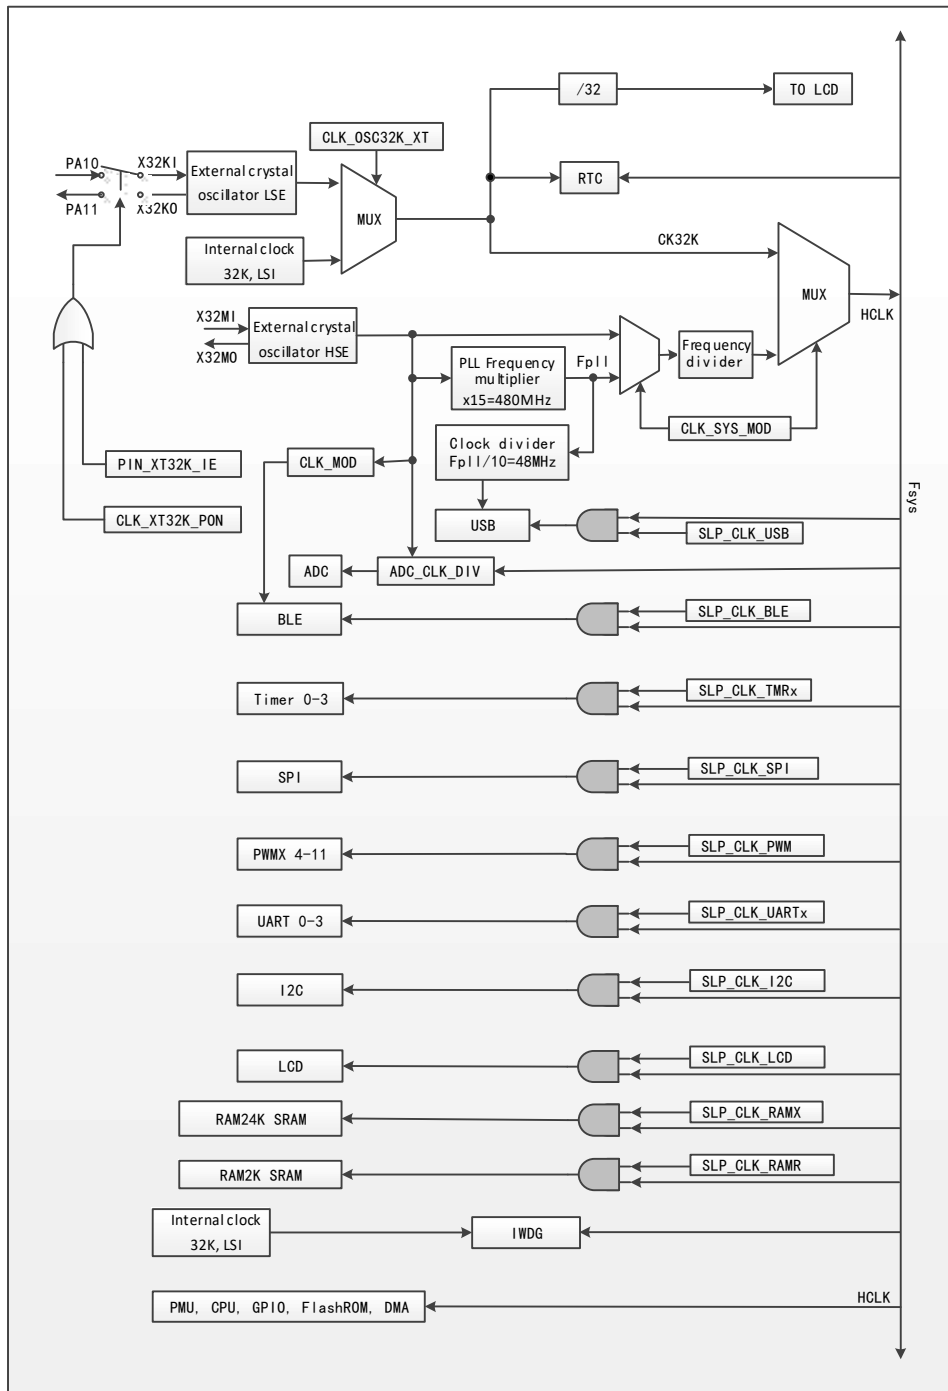 /32
TO LCD
CLK_OSC32K_XT
PA10
X32KI
External crystal
oscillator LSE
RTC
PA11
X32KO
MUX
Internal clock
32K, LSI
CK32K
MUX
HCLK
X32MI
X32MO
External crystal
oscillator HSE
PLL Frequency
multiplier
x15=480MHz
Fpll
Frequency
divider
CLK_SYS_MOD
Clock divider
Fpll/10=48MHz
CLK_MOD
PIN_XT32K_IE
Fsys
CLK_XT32K_PON
USB
SLP_CLK_USB
ADC
ADC_CLK_DIV
BLE
SLP_CLK_BLE
Timer 0-3
SLP_CLK_TMRx
SPI
SLP_CLK_SPI
PWMX 4-11
SLP_CLK_PWM
UART 0-3
SLP_CLK_UARTx
I2C
SLP_CLK_I2C
LCD
SLP_CLK_LCD
RAM24K SRAM
SLP_CLK_RAMX
RAM2K SRAM
SLP_CLK_RAMR
Internal clock
32K, LSI
IWDG
PMU, CPU, GPIO, FlashROM, DMA
HCLK